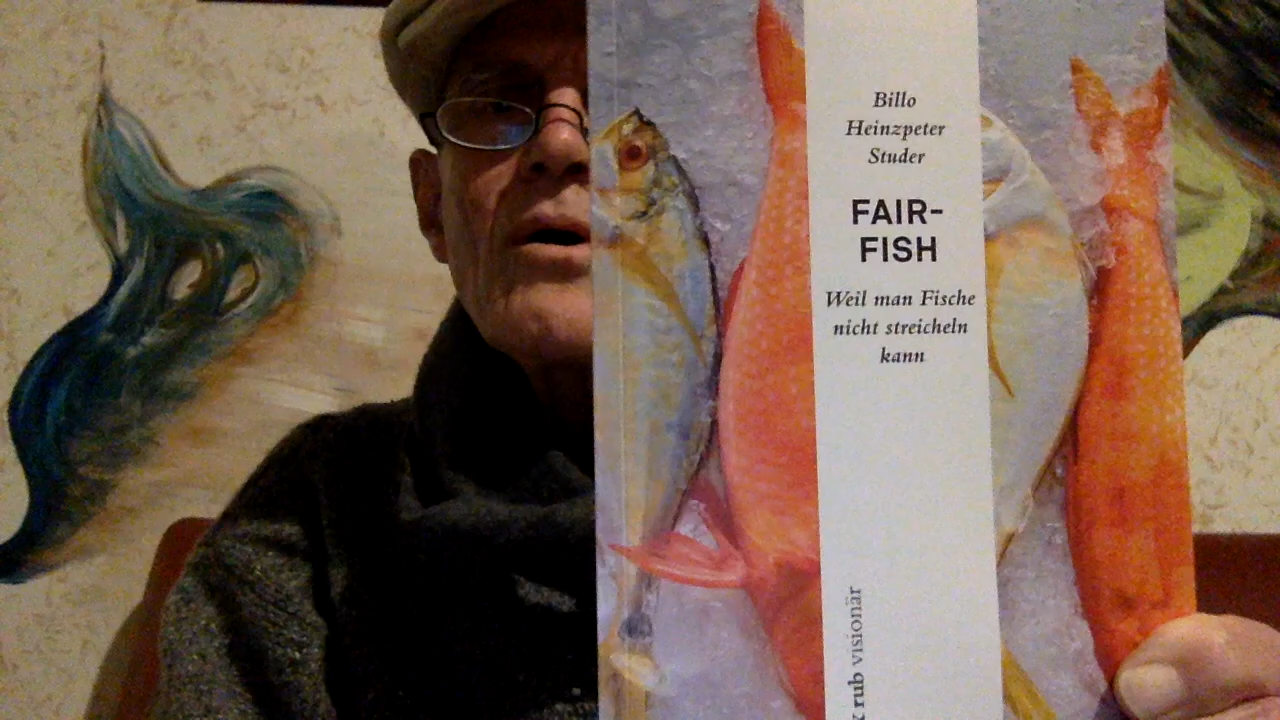 Billo
Heinzpeter
Studer
FAIR-
FISH
Weil man Fische
nicht streicheln
kann
rub visionär